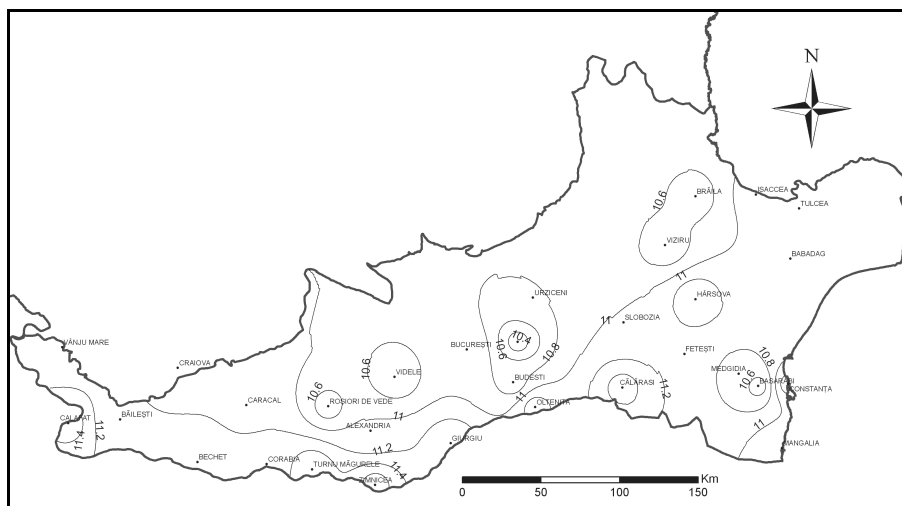 N
BRĂILA
10.6
ISACCEA
TULCEA
VIZIRU
BABADAG
11
URZICENI
HÂRSOVA
11
SLOBOZIA
VÂNJU MARE
10.4
BUCUREȘTI
10.6
10.8
FETEȘTI
10.8
CRAIOVA
10.6
VIDELE
BUDEȘTI
MEDGIDIA
10.6
BASARABI
CĂLĂRASI
11.2
CONSTANȚA
10.6
ROȘIORI DE VEDE
11
CARACAL
OLTENIȚA
11
CALAFAT
BĂILEȘTI
11.4
11.2
ALEXANDRIA
11
11.2
GIURGIU
MANGALIA
BECHET
CORABIA
TURNU MĂGURELE
11.4
ZIMNICEA
Km
0 50 100 150